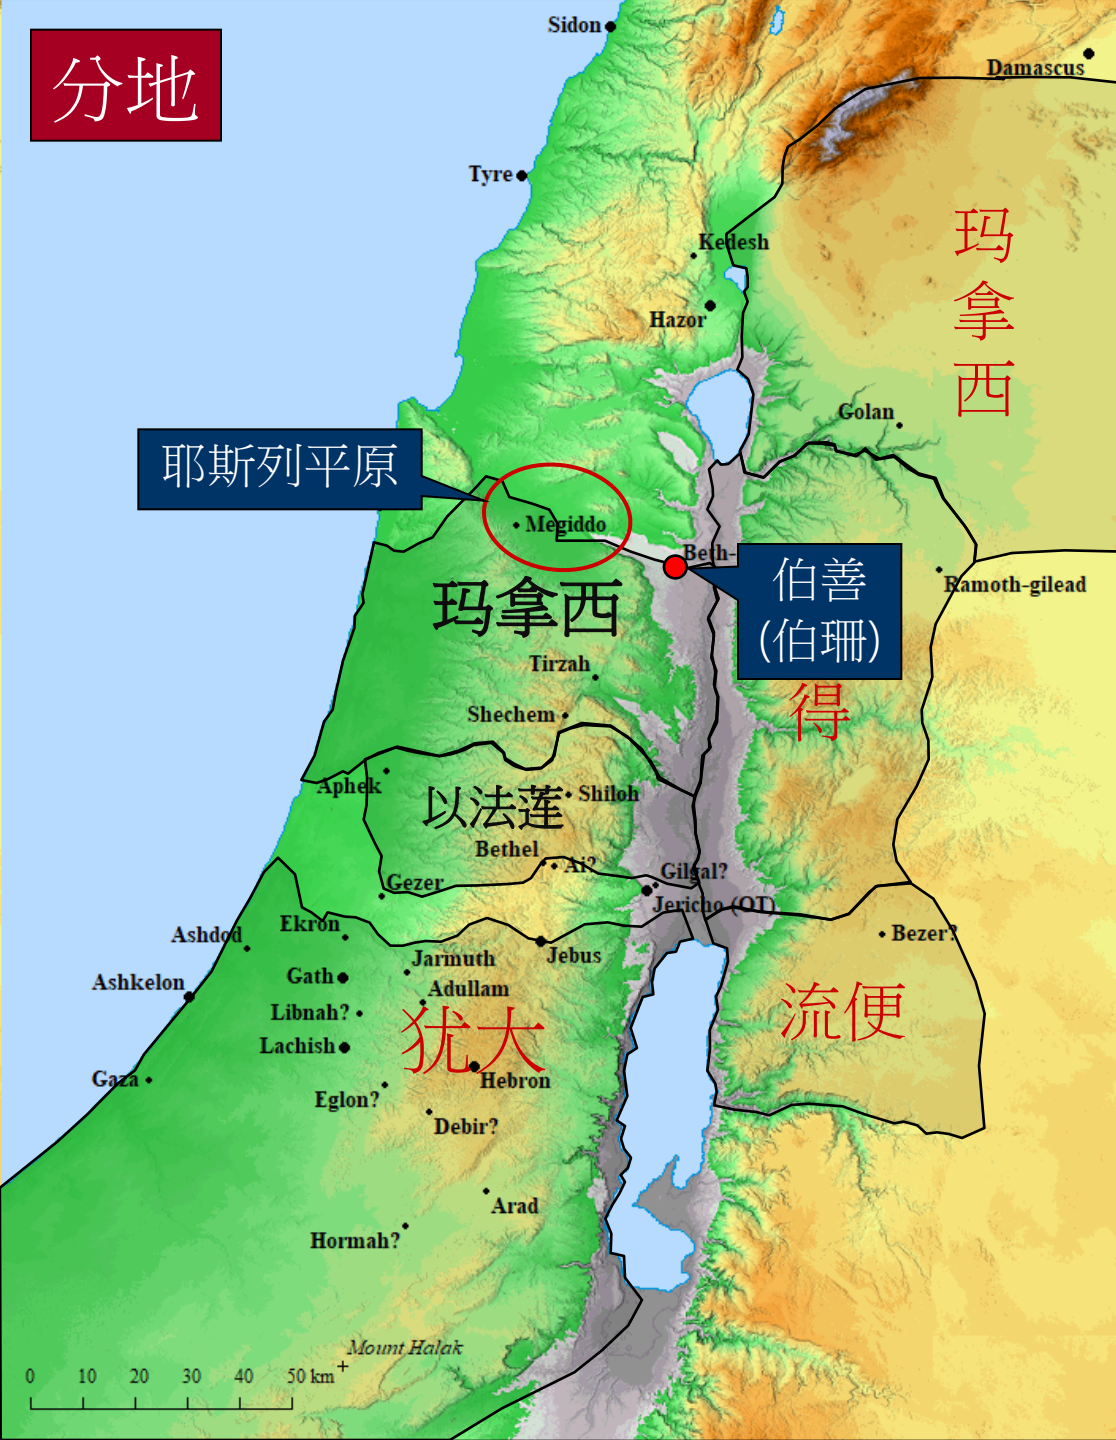 分地
Sidon
Damascus
Tyre
玛拿西
Kedesh
Hazor
Golan
耶斯列平原
Megiddo
Beth-
伯善
(伯珊)
Ramoth-gilead
玛拿西
Tirzah
得
Shechem
Aphek
以法莲
Shiloh
Bethel
Ai?
Gilgal?
Gezer
Jericho (OT)
Ekron
Ashdod
Bezer?
Jarmuth
Jebus
Gath
Ashkelon
Adullam
Libnah?
流便
犹大
Lachish
Gaza
Hebron
Eglon?
Debir?
Arad
Hormah?
Mount Halak
0 10 20 30 50 km